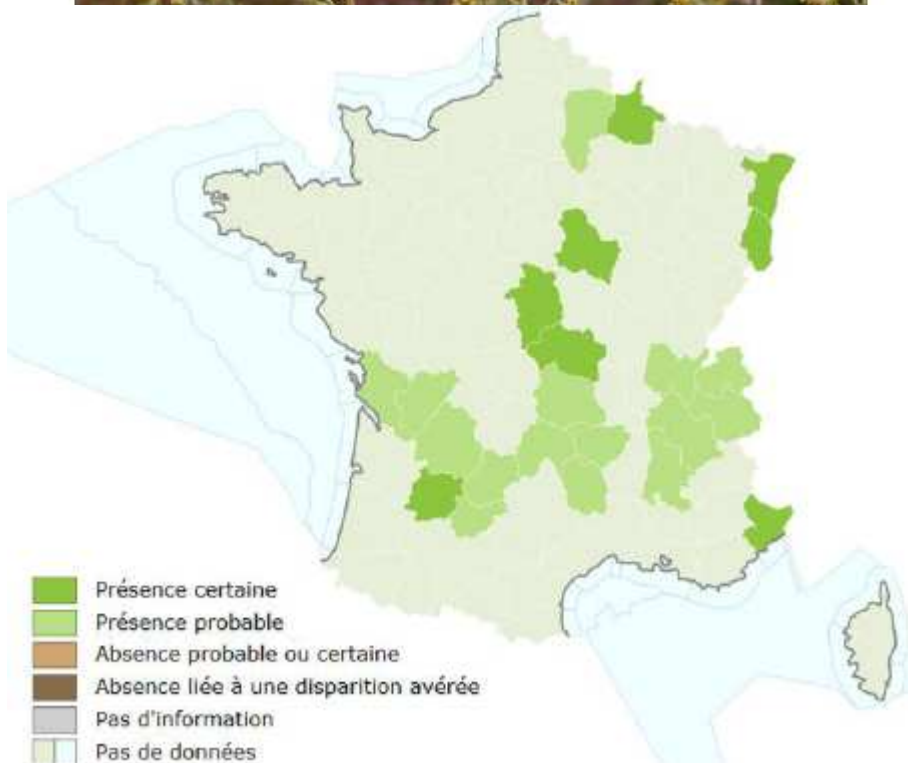 Présence certaine
Présence probable
Absence probable ou certaine
Absence liée à une disparition avérée
Pas d'information
Pas de données